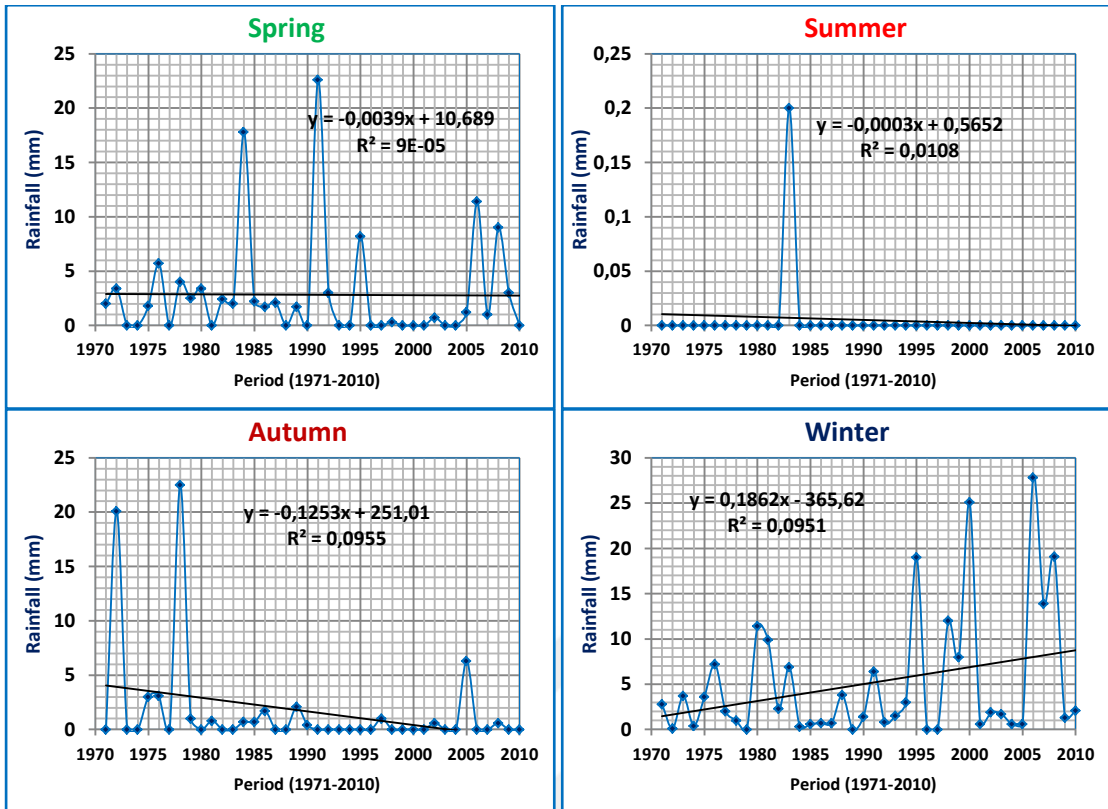 Spring
Rainfall (mm)
25
20
15
10
5
0
y = -0,0039x + 10,689
R² = 9E-05
1970 1975 1980 1985 1990 1995 2000 2005 2010
Period (1971-2010)
Summer
Rainfall (mm)
0,25
0,2
0,15
0,1
0,05
0
y = -0,0003x + 0,5652
R² = 0,0108
1970 1975 1980 1985 1990 1995 2000 2005 2010
Period (1971-2010)
Autumn
Rainfall (mm)
25
20
15
10
5
0
y = -0,1253x + 251,01
R² = 0,0955
1970 1975 1980 1985 1990 1995 2000 2005 2010
Period (1971-2010)
Winter
Rainfall (mm)
30
25
20
15
10
5
0
y = 0,1862x - 365,62
R² = 0,0951
1970 1975 1980 1985 1990 1995 2000 2005 2010
Period (1971-2010)